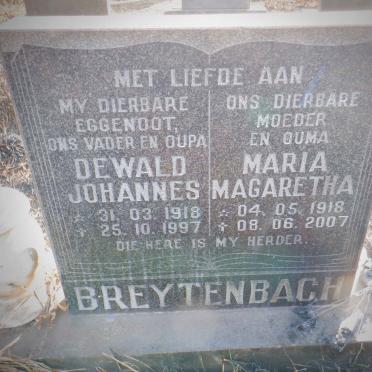 MET LIEFDE AAN
MY DIERBARE
EGGENOOT,
ONS VADER EN OUPA
DEWALD
JOHANNES
☆ 31. 03. 1918
✝ 25. 10. 1997
ONS DIERBARE
MOEDER
EN OUMA
MARIA
MAGARETHA
☆ 04. 05. 1918
✝ 08. 06. 2007
DIE HERE IS MY HERDER.
BREYTENBACH